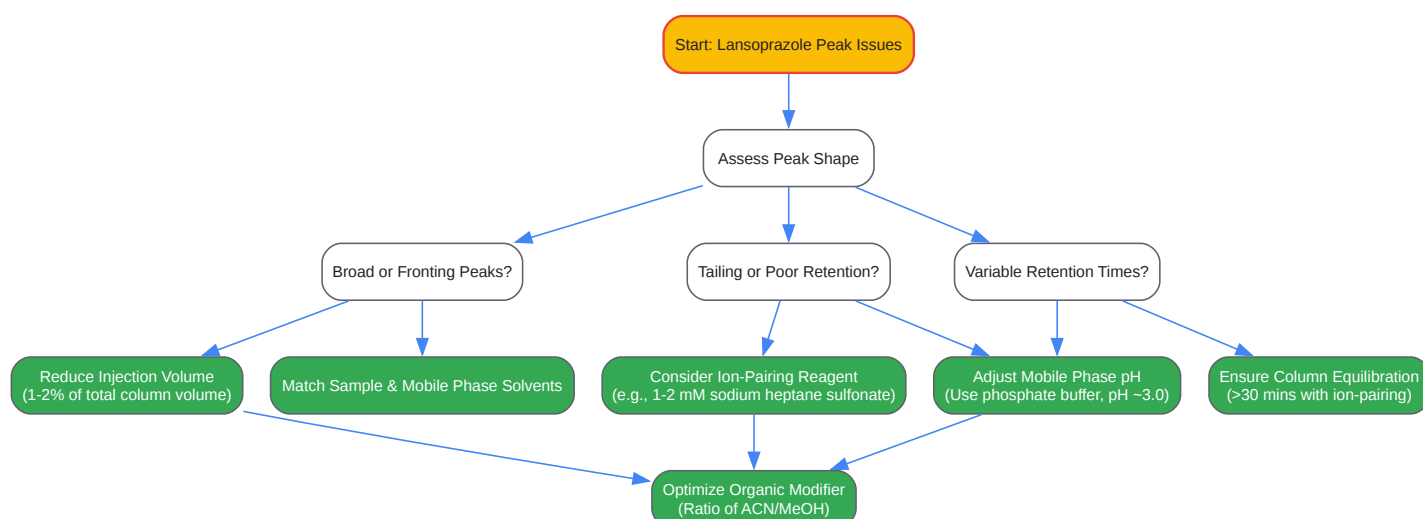 Start: Lansoprazole Peak Issues
Assess Peak Shape
Broad or Fronting Peaks?
Tailing or Poor Retention?
Variable Retention Times?
Reduce Injection Volume
(1-2% of total column volume)
Match Sample & Mobile Phase Solvents
Consider Ion-Pairing Reagent
(e.g., 1-2 mM sodium heptane sulfonate)
Adjust Mobile Phase pH
(Use phosphate buffer, pH ~3.0)
Ensure Column Equilibration
(>30 mins with ion-pairing)
Optimize Organic Modifier
(Ratio of ACN/MeOH)